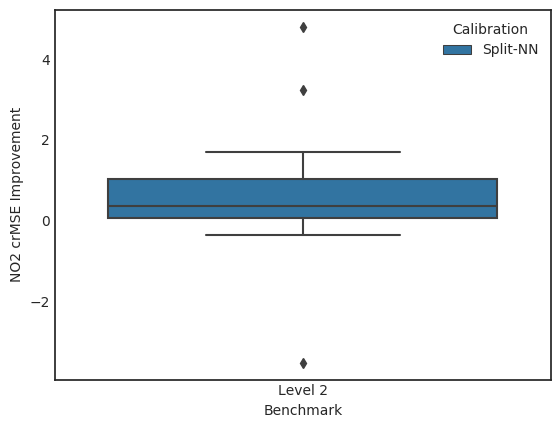 Calibration
Split-NN
4
2
0
−2
NO2 crMSE Improvement
Level 2
Benchmark